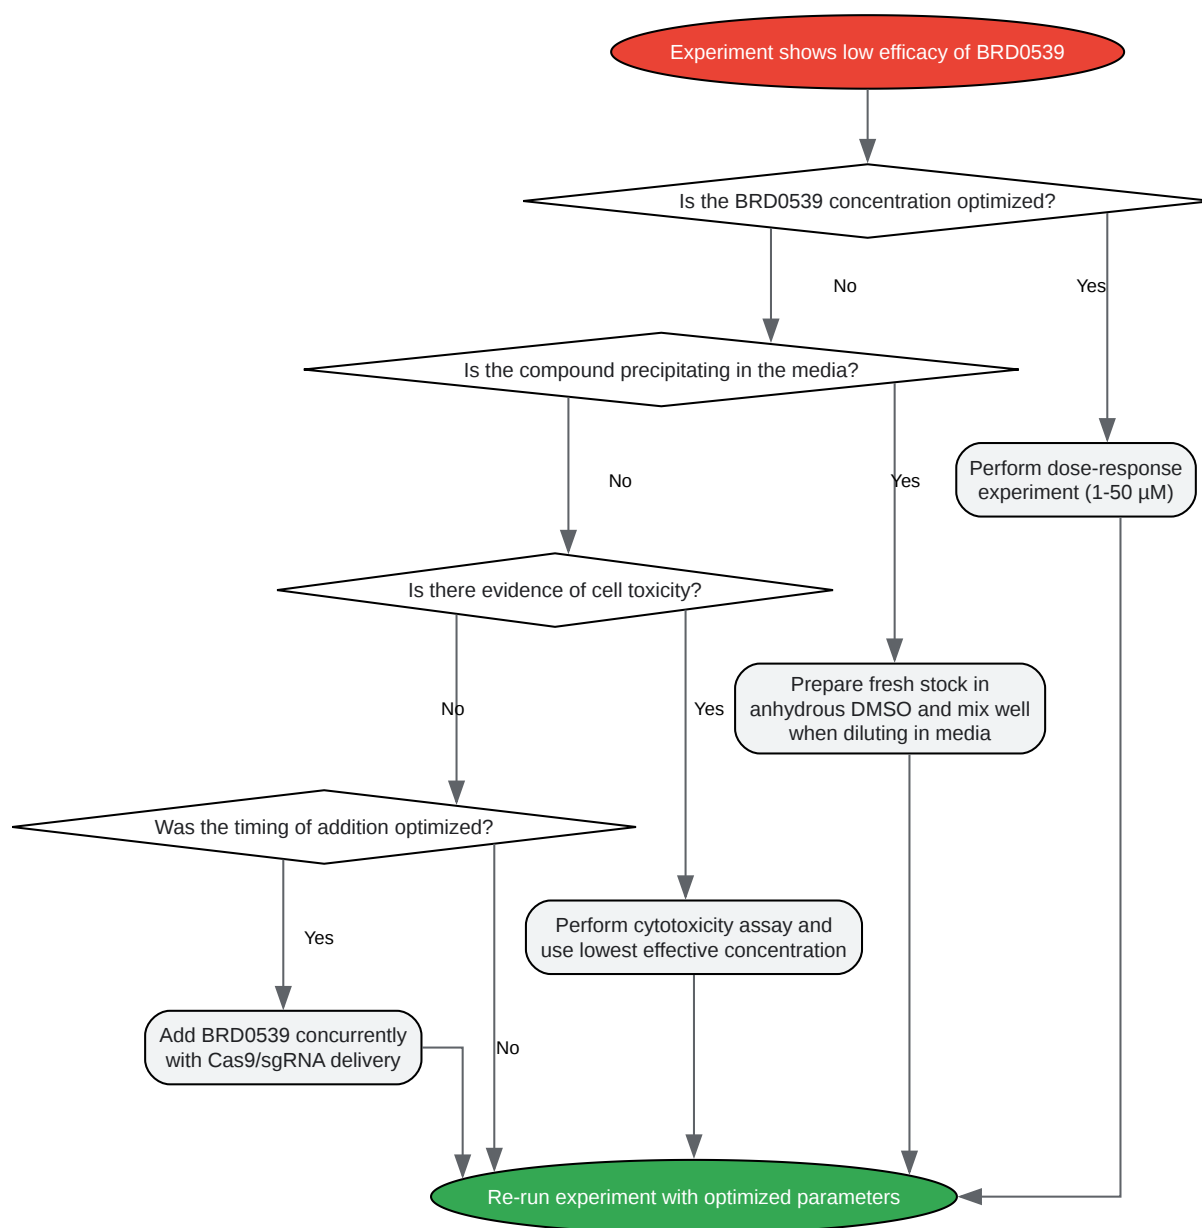 Experiment shows low efficacy of BRD0539
Is the BRD0539 concentration optimized?
No
Yes
Is the compound precipitating in the media?
No
Yes
Perform dose-response
experiment (1-50 µM)
Is there evidence of cell toxicity?
No
Yes
Prepare fresh stock in
anhydrous DMSO and mix well
when diluting in media
Was the timing of addition optimized?
Yes
No
Perform cytotoxicity assay and
use lowest effective concentration
Add BRD0539 concurrently
with Cas9/sgRNA delivery
Re-run experiment with optimized parameters